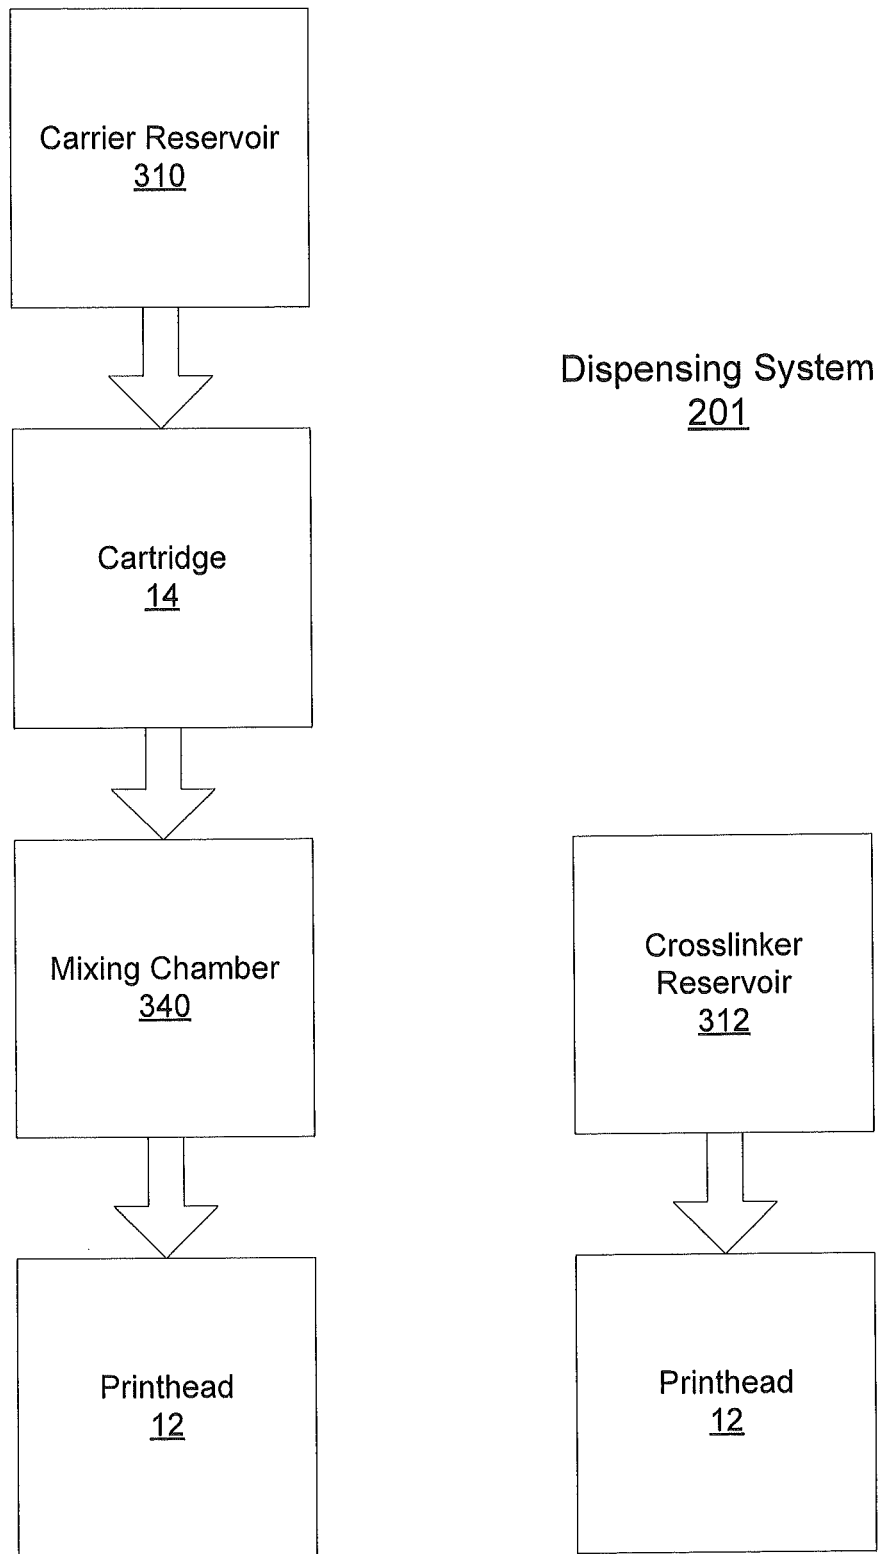 Carrier Reservoir
310
Dispensing System
201
Cartridge
14
Mixing Chamber
340
Crosslinker
Reservoir
312
Printhead
12
Printhead
12